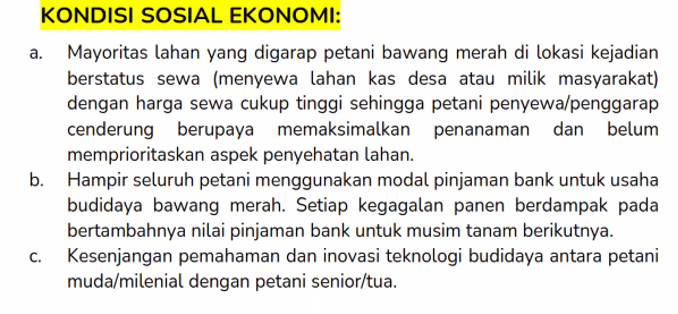 KONDISI SOSIAL EKONOMI:
a. Mayoritas lahan yang digarap petani bawang merah di lokasi kejadian
berstatus sewa (menyewa lahan kas desa atau milik masyarakat)
dengan harga sewa cukup tinggi sehingga petani penyewa/penggarap
cenderung berupaya memaksimalkan penanaman dan belum
memprioritaskan aspek penyehatan lahan.
b. Hampir seluruh petani menggunakan modal pinjaman bank untuk usaha
budidaya bawang merah. Setiap kegagalan panen berdampak pada
bertambahnya nilai pinjaman bank untuk musim tanam berikutnya.
c. Kesenjangan pemahaman dan inovasi teknologi budidaya antara petani
muda/milenial dengan petani senior/tua.